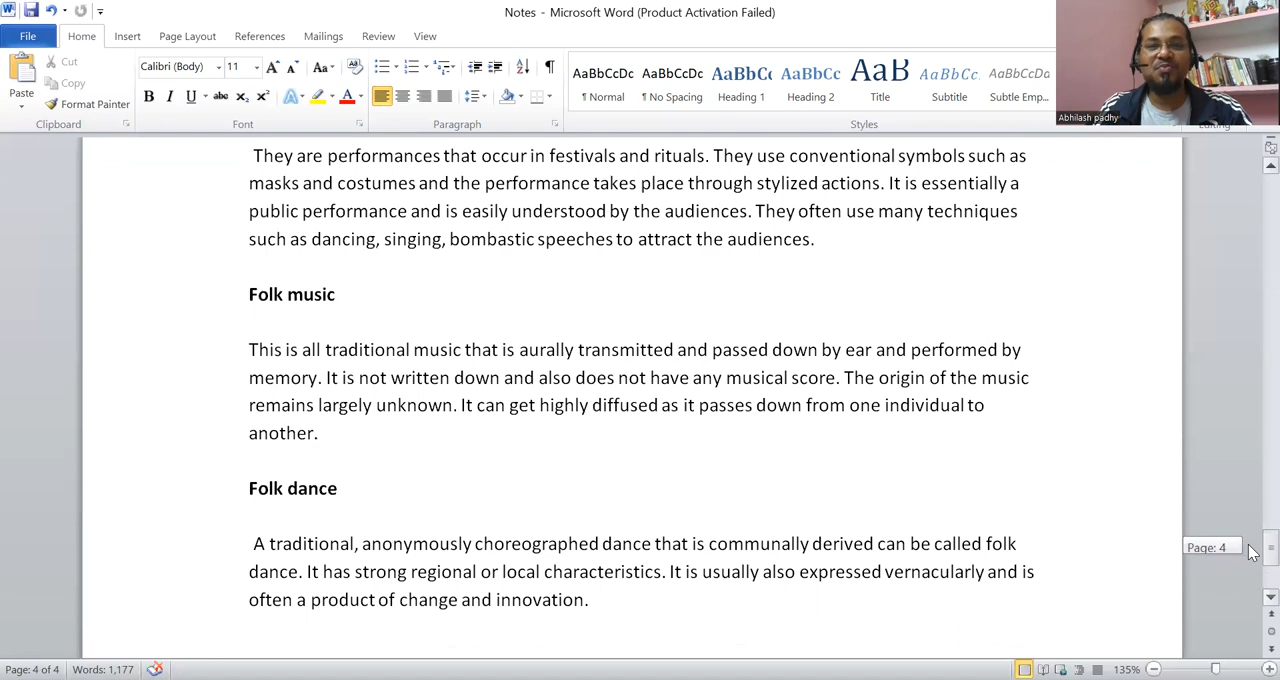 Notes - Microsoft Word (Product Activation Failed)
File Home Insert Page Layout References Mailings Review View
Paste
Cut
Copy
Format Painter
Clipboard
Calibri (Body) 11
Font
Paragraph
AaBbCcDc AaBbCcDc AaBbCc AaBbCc AaB AaBbCc. AaBbCcDc
¶ Normal ¶ No Spacing Heading 1 Heading 2 Title Subtitle Subtle Emp...
Styles
Abhilash padhy
They are performances that occur in festivals and rituals. They use conventional symbols such as
masks and costumes and the performance takes place through stylized actions. It is essentially a
public performance and is easily understood by the audiences. They often use many techniques
such as dancing, singing, bombastic speeches to attract the audiences.
Folk music
This is all traditional music that is aurally transmitted and passed down by ear and performed by
memory. It is not written down and also does not have any musical score. The origin of the music
remains largely unknown. It can get highly diffused as it passes down from one individual to
another.
Folk dance
A traditional, anonymously choreographed dance that is communally derived can be called folk
dance. It has strong regional or local characteristics. It is usually also expressed vernacularly and is
often a product of change and innovation.
Page: 4
Page: 4 of 4 Words: 1,177 135%